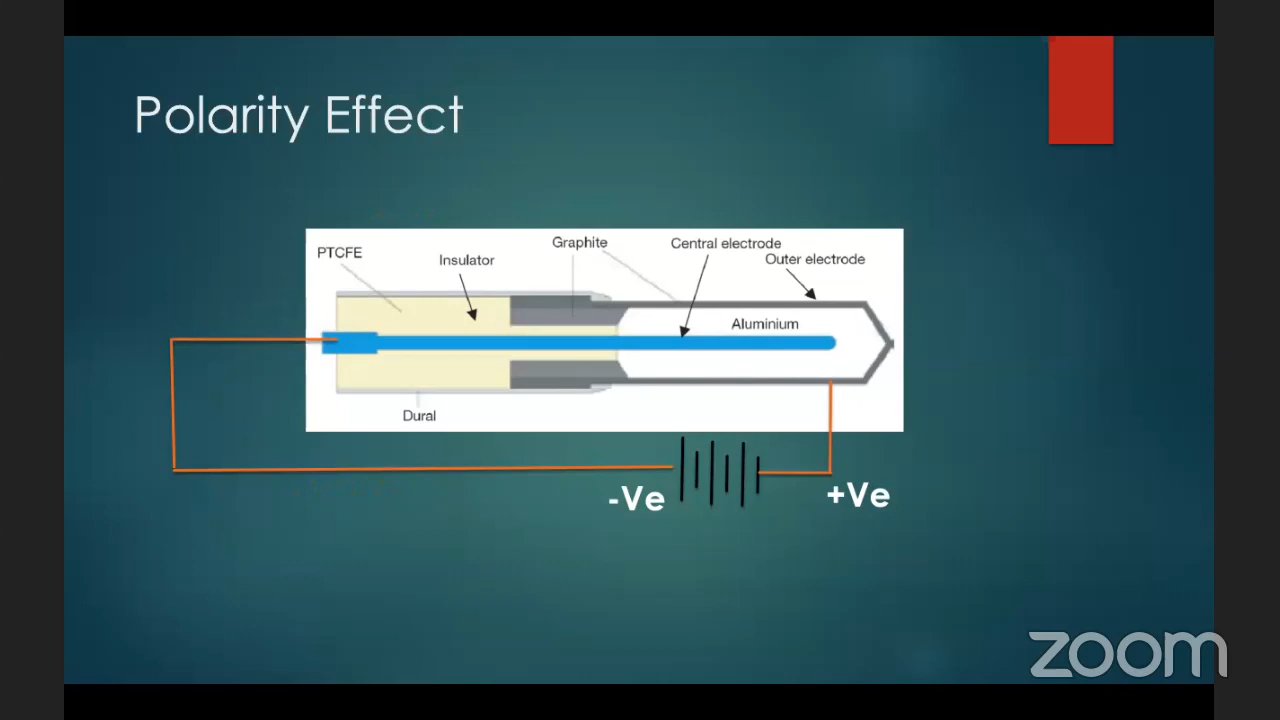 Polarity Effect
PTCFE
Insulator
Graphite
Central electrode
Outer electrode
Aluminium
Dural
-Ve
+Ve
zoom